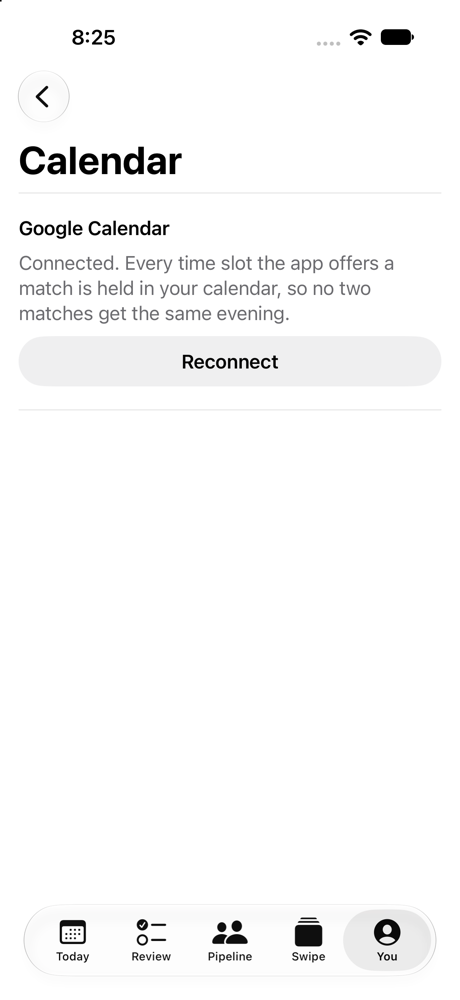 8:25
Calendar
Google Calendar
Connected. Every time slot the app offers a
match is held in your calendar, so no two
matches get the same evening.
Reconnect
Today
Review
Pipeline
Swipe
You